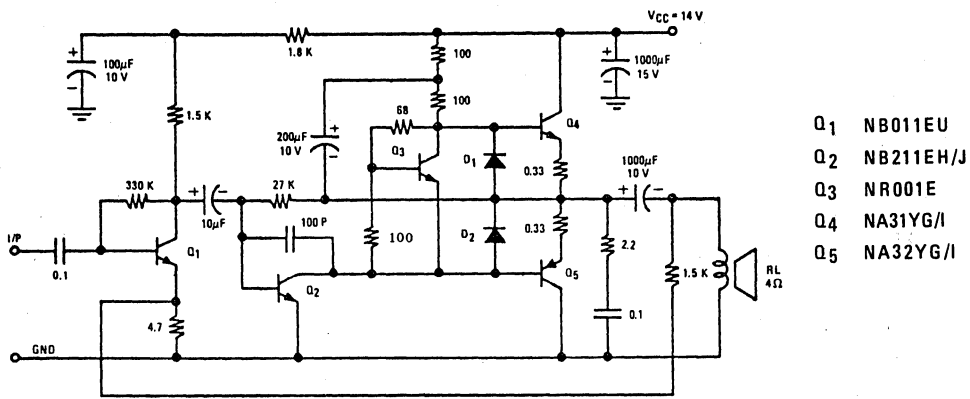 VCC = 14 V
1.8 K
100
+
100µF
10 V
-
+
1000µF
15 V
-
100
1.5 K
68
Q4
+
200µF
10 V
-
Q3
D1
0.33
1000µF
10 V
+ -
330 K
+ -
10µF
27 K
I/P
0.1
Q1
100 P
100
D2
0.33
2.2
Q5
1.5 K
RL
4Ω
Q2
4.7
0.1
GND
Q1 NB011EU
Q2 NB211EH/J
Q3 NR001E
Q4 NA31YG/I
Q5 NA32YG/I